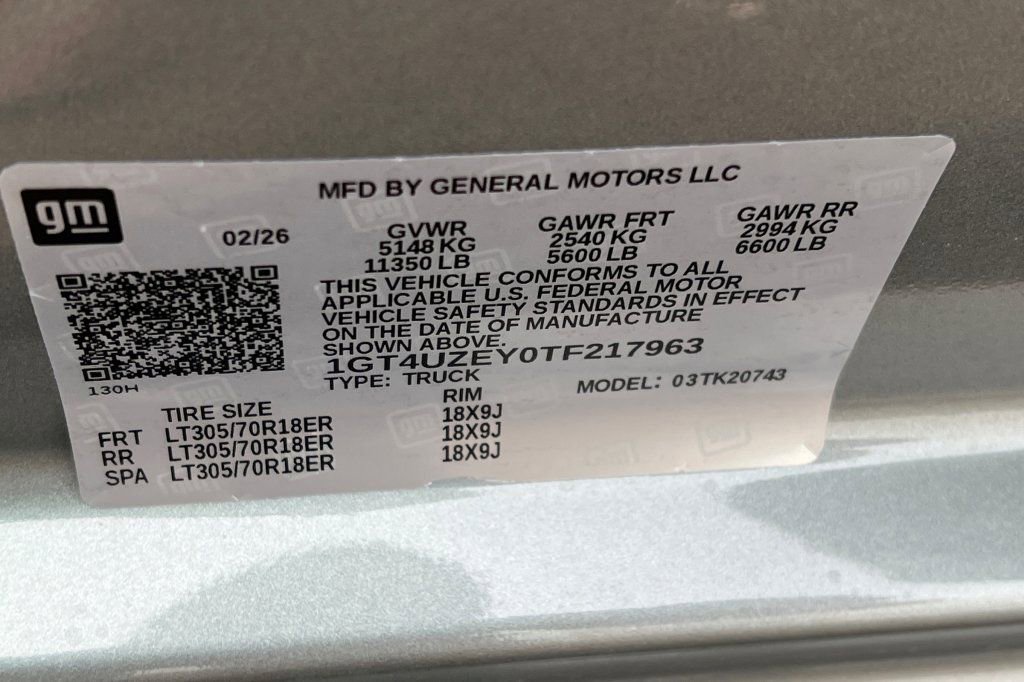 gm
MFD BY GENERAL MOTORS LLC
02/26
GVWR GAWR FRT GAWR RR
5148 KG 2540 KG 2994 KG
11350 LB 5600 LB 6600 LB
THIS VEHICLE CONFORMS TO ALL
APPLICABLE U.S. FEDERAL MOTOR
VEHICLE SAFETY STANDARDS IN EFFECT
ON THE DATE OF MANUFACTURE
SHOWN ABOVE.
1GT4UZEY0TF217963
TYPE: TRUCK MODEL: 03TK20743
130H
TIRE SIZE RIM
FRT LT305/70R18ER 18X9J
RR LT305/70R18ER 18X9J
SPA LT305/70R18ER 18X9J